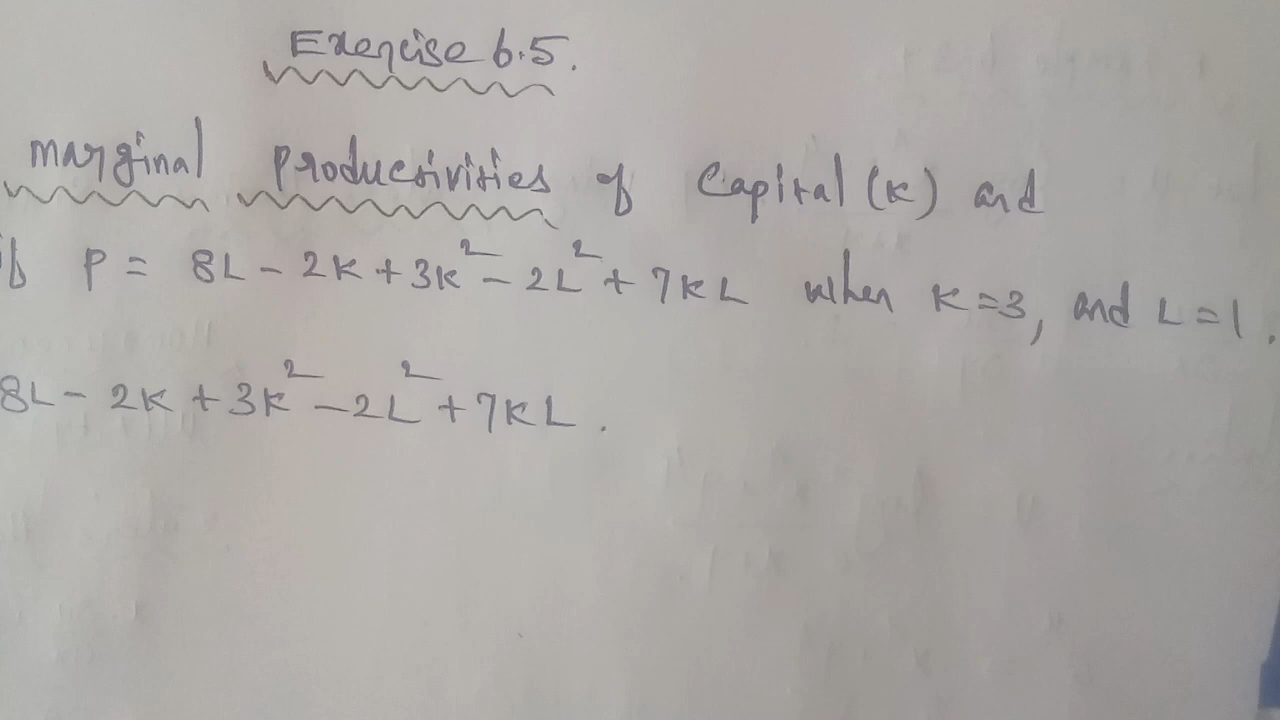 Exercise 6.5.
marginal productivities of Capital (K) and
if P = 8L - 2K + 3K² - 2L² + 7KL when K = 3, and L = 1.
8L - 2K + 3K² - 2L² + 7KL.